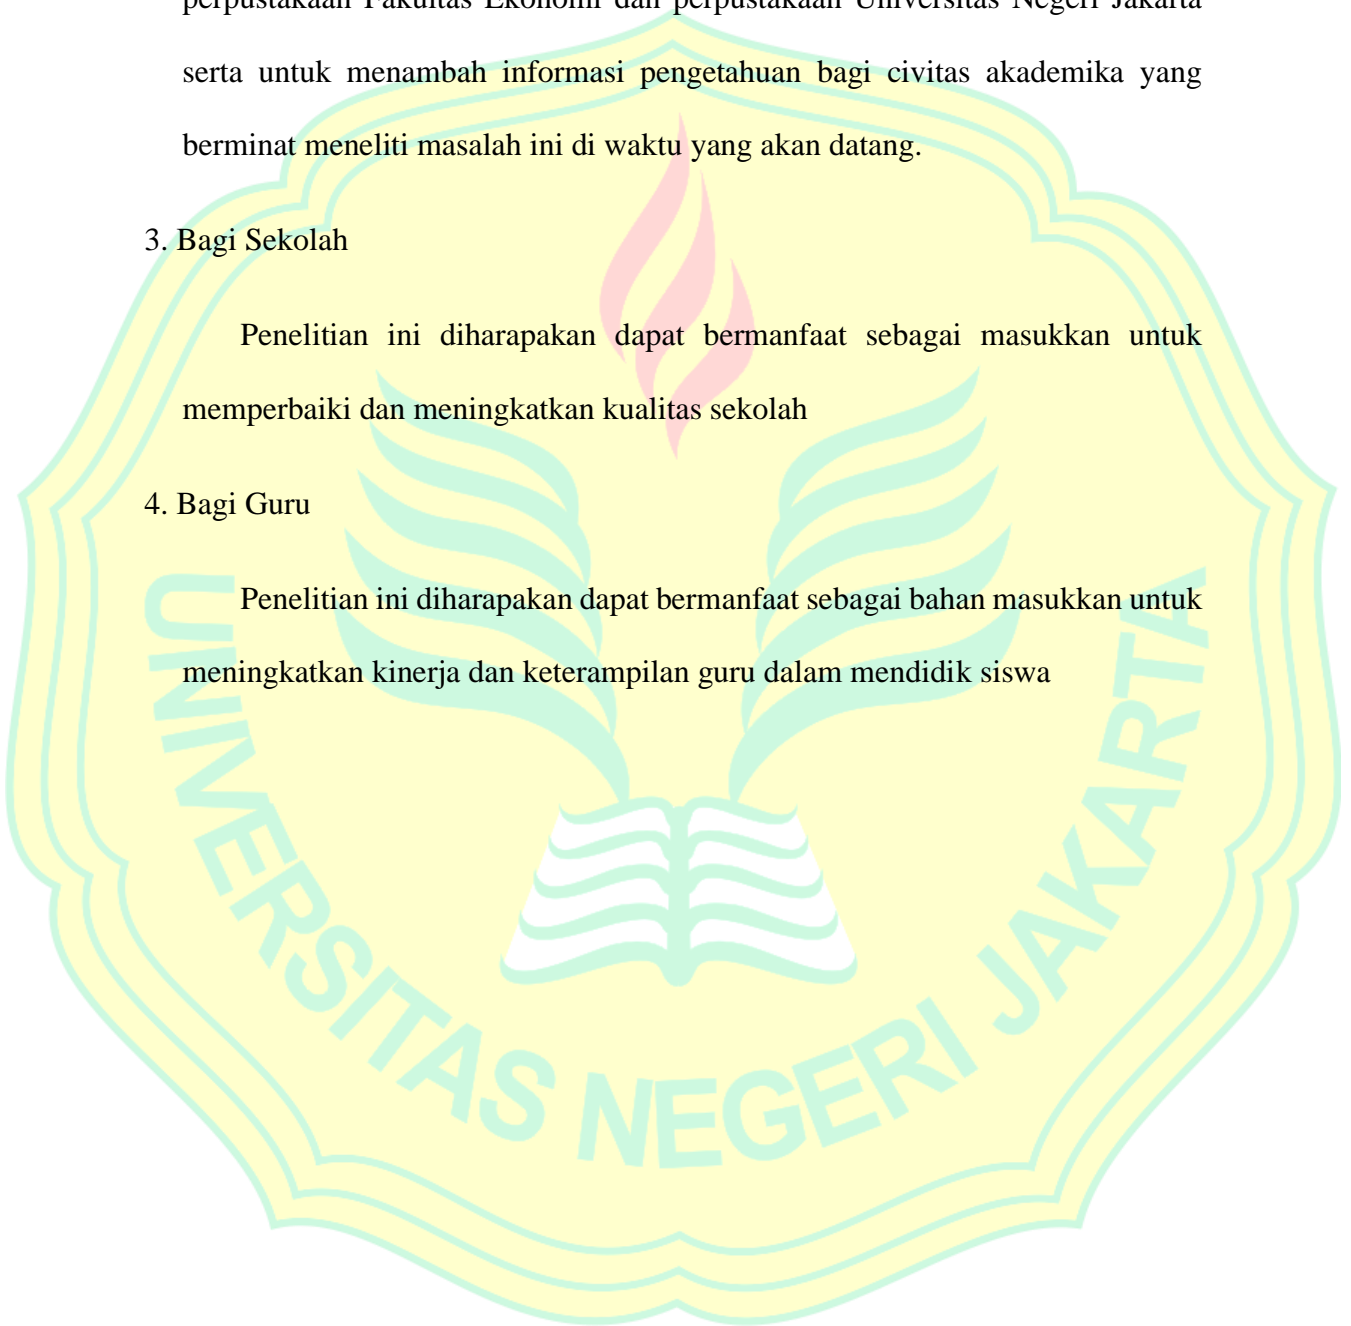 perpustakaan Fakultas Ekonomi dan perpustakaan Universitas Negeri Jakarta
serta untuk menambah informasi pengetahuan bagi civitas akademika yang
berminat meneliti masalah ini di waktu yang akan datang.
3. Bagi Sekolah
Penelitian ini diharapakan dapat bermanfaat sebagai masukkan untuk
memperbaiki dan meningkatkan kualitas sekolah
4. Bagi Guru
Penelitian ini diharapakan dapat bermanfaat sebagai bahan masukkan untuk
meningkatkan kinerja dan keterampilan guru dalam mendidik siswa
UNIVERSITAS NEGERI JAKARTA